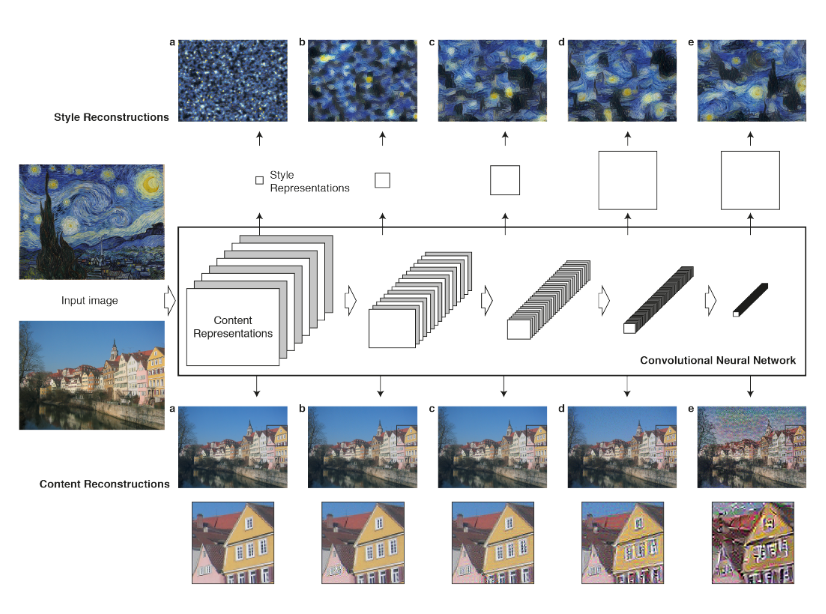 a b c d e
Style Reconstructions
Style
Representations
Input image
Content
Representations
Convolutional Neural Network
a b c d e
Content Reconstructions